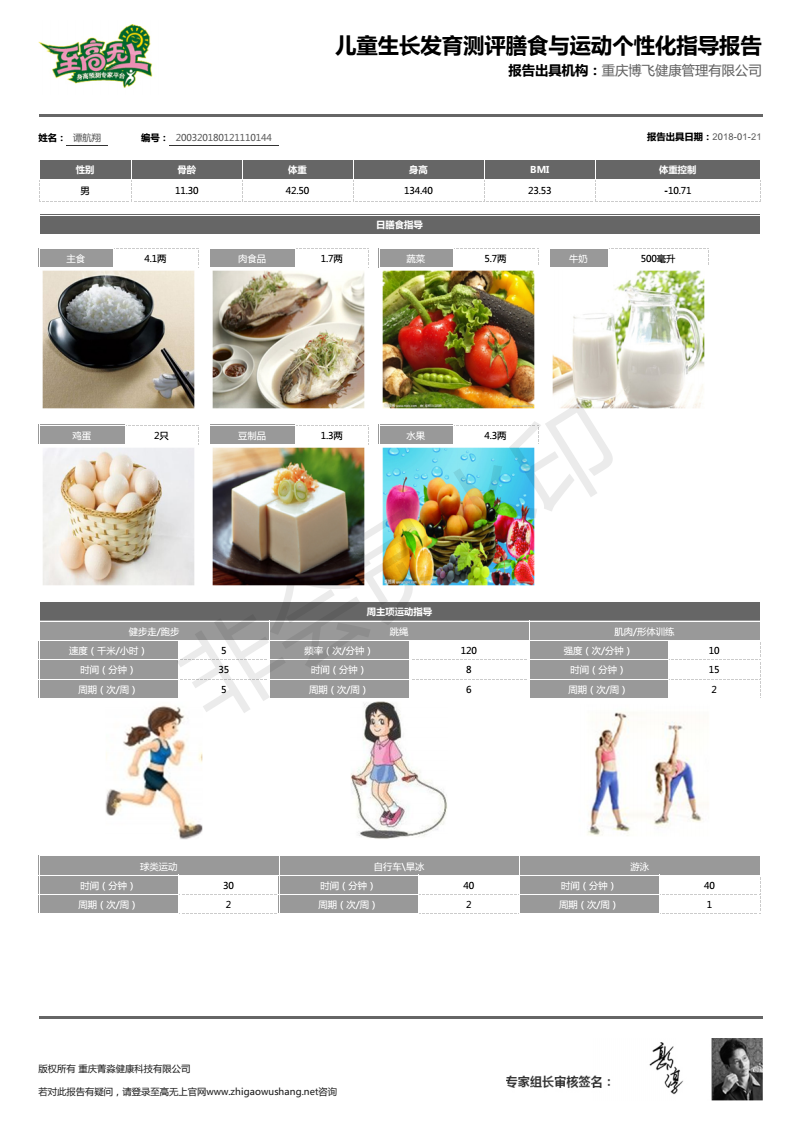 至高无上
身高预测专家平台
儿童生长发育测评膳食与运动个性化指导报告
报告出具机构：重庆博飞健康管理有限公司
姓名： 谭航翔 编号： 200320180121110144 报告出具日期：2018-01-21
性别 骨龄 体重 身高 BMI 体重控制
男 11.30 42.50 134.40 23.53 -10.71
日膳食指导
主食 4.1两 肉食品 1.7两 蔬菜 5.7两 牛奶 500毫升
鸡蛋 2只 豆制品 1.3两 水果 4.3两
非会员水印
周主项运动指导
健步走/跑步 跳绳 肌肉/形体训练
速度（千米/小时） 5 频率（次/分钟） 120 强度（次/分钟） 10
时间（分钟） 35 时间（分钟） 8 时间（分钟） 15
周期（次/周） 5 周期（次/周） 6 周期（次/周） 2
球类运动 自行车\旱冰 游泳
时间（分钟） 30 时间（分钟） 40 时间（分钟） 40
周期（次/周） 2 周期（次/周） 2 周期（次/周） 1
版权所有 重庆菁淼健康科技有限公司
若对此报告有疑问，请登录至高无上官网www.zhigaowushang.net咨询
专家组长审核签名：